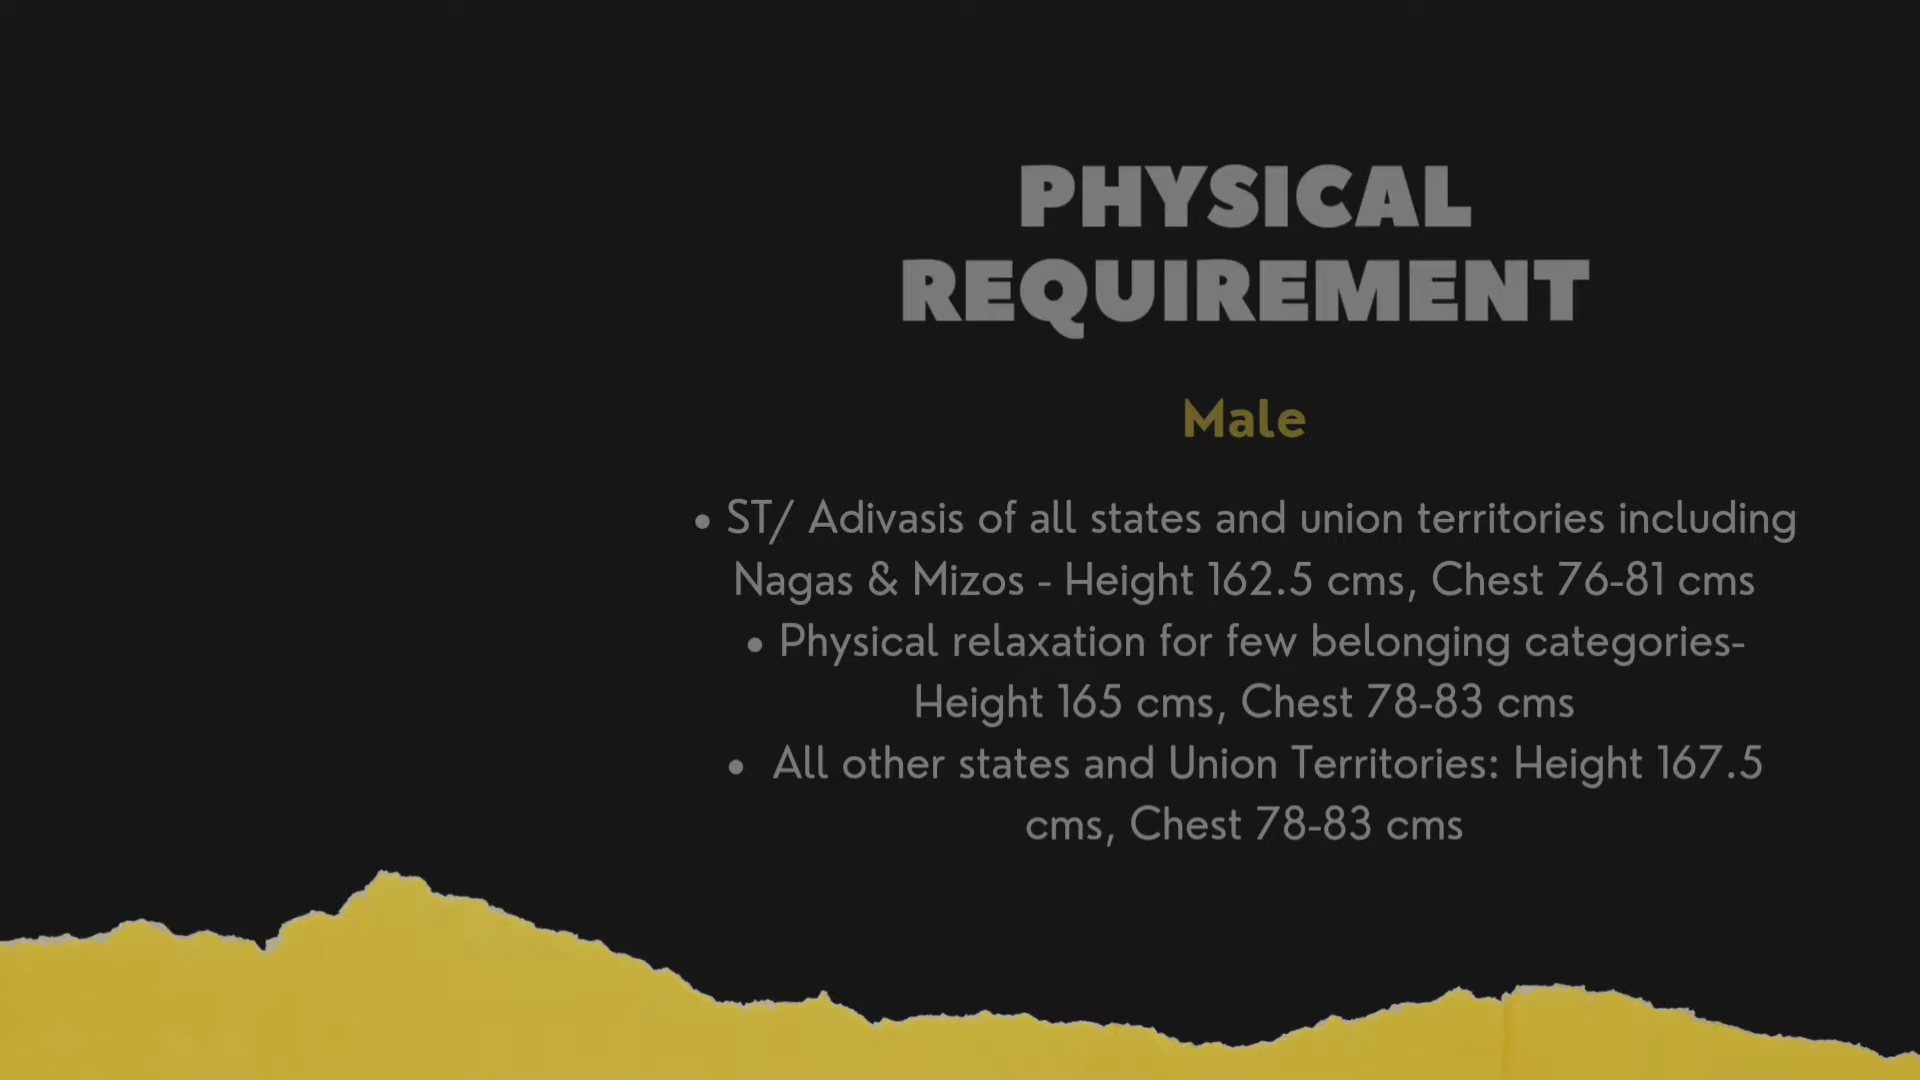 PHYSICAL
REQUIREMENT
Male
• ST/ Adivasis of all states and union territories including
Nagas & Mizos - Height 162.5 cms, Chest 76-81 cms
• Physical relaxation for few belonging categories-
Height 165 cms, Chest 78-83 cms
• All other states and Union Territories: Height 167.5
cms, Chest 78-83 cms